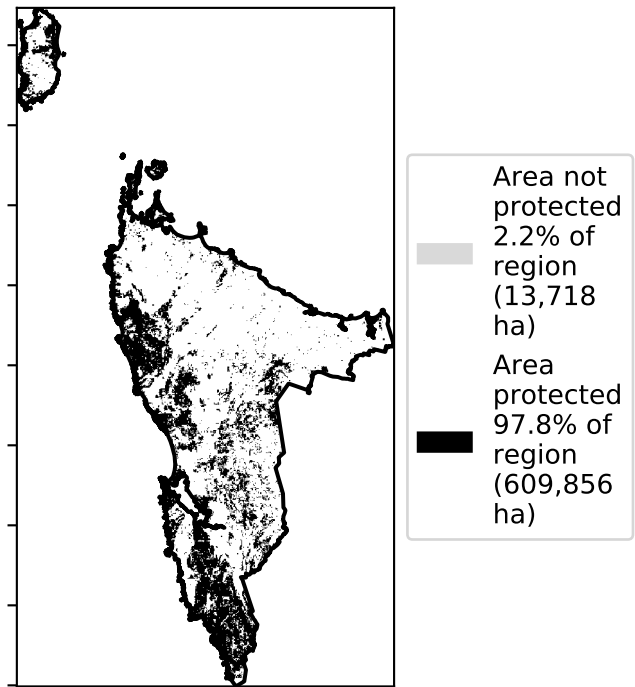 Area not
protected
2.2% of
region
(13,718
ha)
Area
protected
97.8% of
region
(609,856
ha)